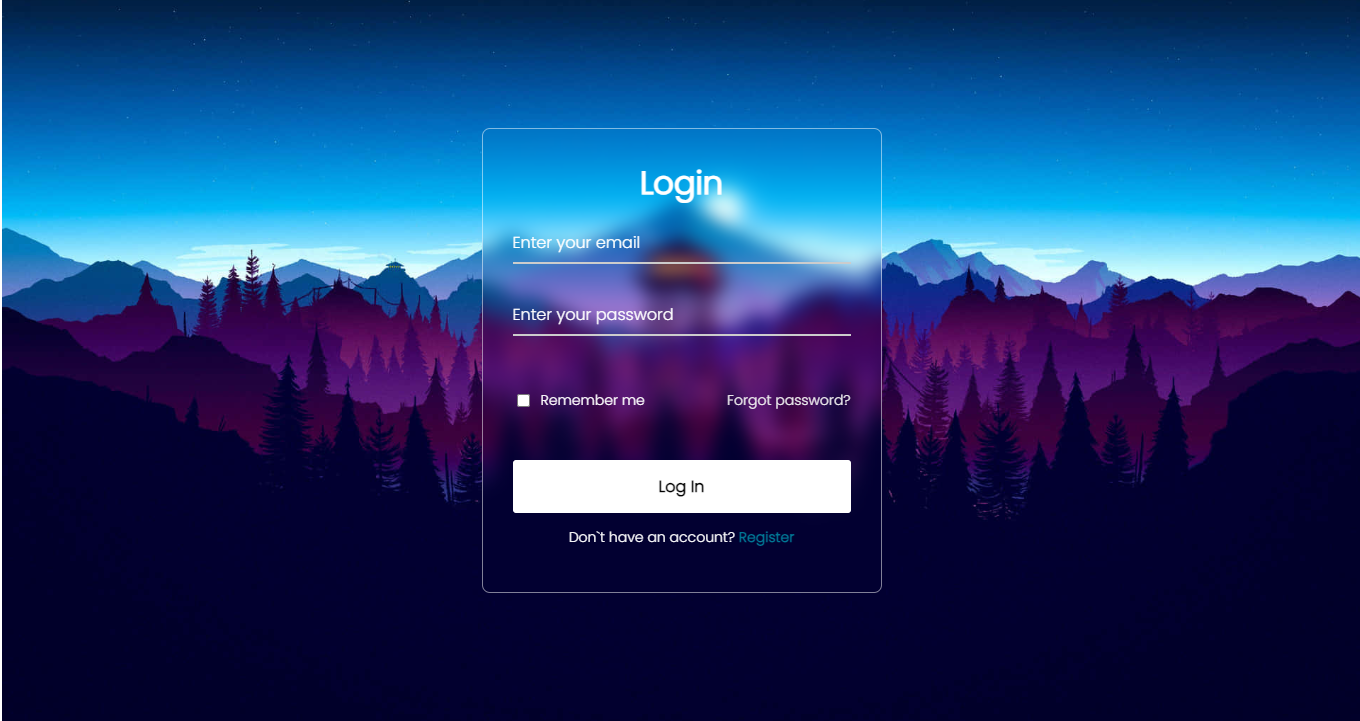 Login
Enter your email
Enter your password
Remember me Forgot password?
Log In
Don`t have an account? Register